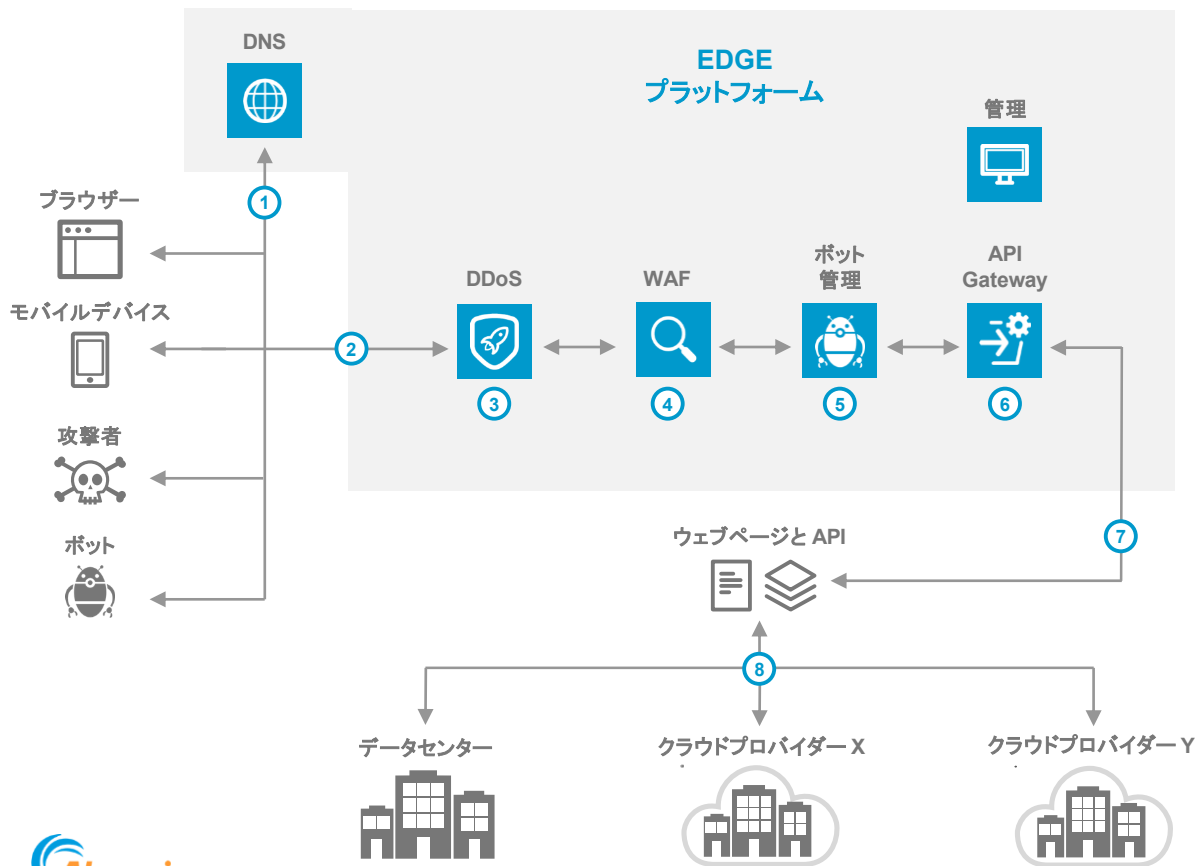 DNS
EDGE
プラットフォーム
管理
1
ブラウザー
モバイルデバイス
2
DDoS
WAF
ボット
管理
API
Gateway
3
4
5
6
攻撃者
ボット
ウェブページと API
7
8
データセンター
クラウドプロバイダー X
クラウドプロバイダー Y